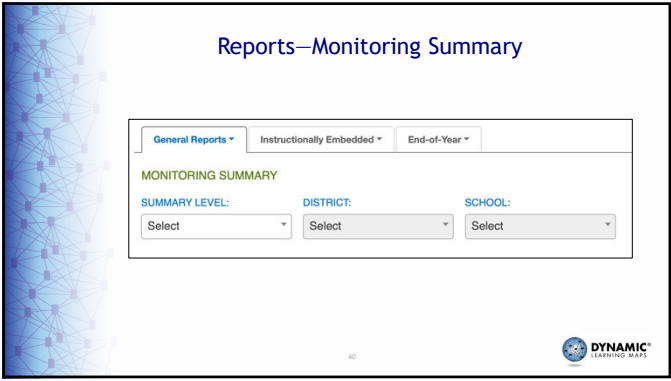 Reports—Monitoring Summary
General Reports Instructionally Embedded End-of-Year
MONITORING SUMMARY
SUMMARY LEVEL: DISTRICT: SCHOOL:
Select Select Select
40
DYNAMIC®
LEARNING MAPS